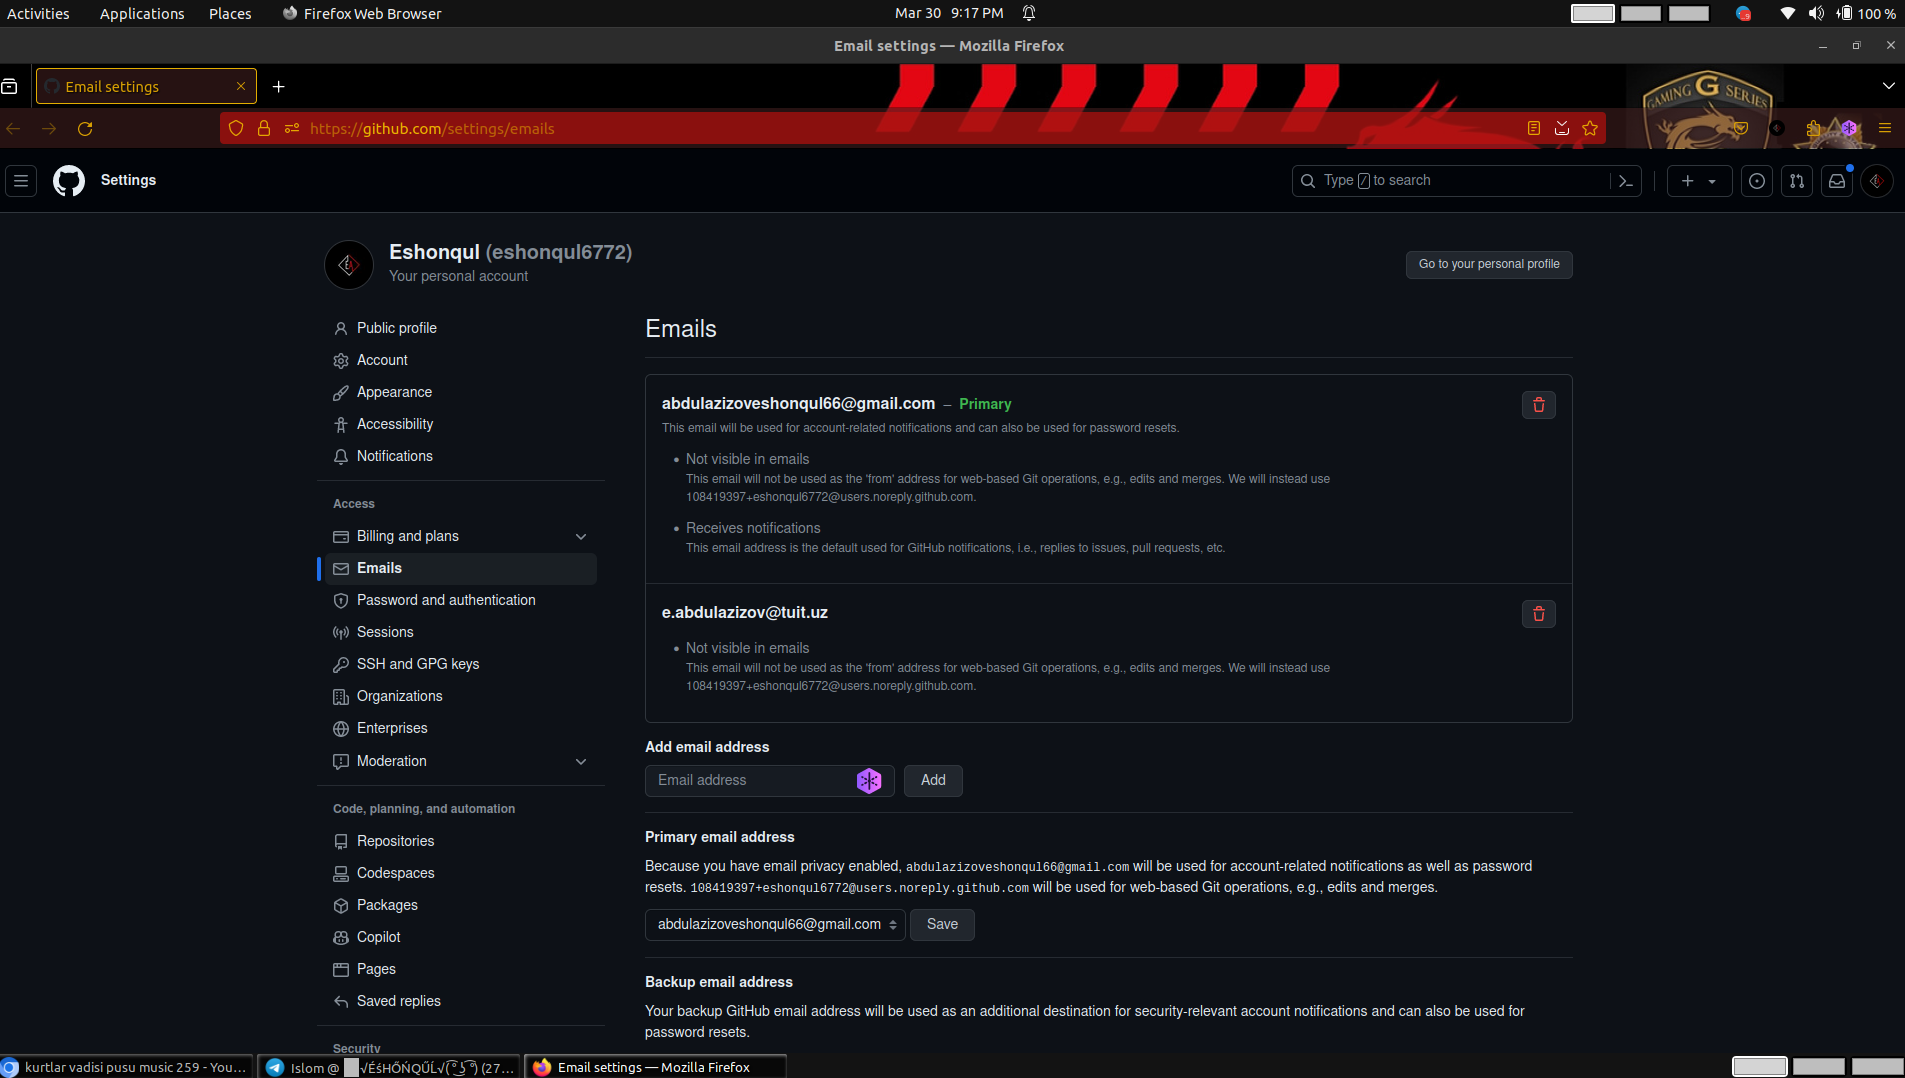 Activities Applications Places Firefox Web Browser Mar 30 9:17 PM 100 %
Email settings — Mozilla Firefox
Email settings
GAMING G SERIES
https://github.com/settings/emails
Settings
Type / to search
Eshonqul (eshonqul6772)
Your personal account
Go to your personal profile
Public profile
Account
Appearance
Accessibility
Notifications
Access
Billing and plans
Emails
Password and authentication
Sessions
SSH and GPG keys
Organizations
Enterprises
Moderation
Code, planning, and automation
Repositories
Codespaces
Packages
Copilot
Pages
Saved replies
Security
Emails
abdulazizoveshonqul66@gmail.com – Primary
This email will be used for account-related notifications and can also be used for password resets.
• Not visible in emails
This email will not be used as the 'from' address for web-based Git operations, e.g., edits and merges. We will instead use
108419397+eshonqul6772@users.noreply.github.com.
• Receives notifications
This email address is the default used for GitHub notifications, i.e., replies to issues, pull requests, etc.
e.abdulazizov@tuit.uz
• Not visible in emails
This email will not be used as the 'from' address for web-based Git operations, e.g., edits and merges. We will instead use
108419397+eshonqul6772@users.noreply.github.com.
Add email address
Email address
Add
Primary email address
Because you have email privacy enabled, abdulazizoveshonqul66@gmail.com will be used for account-related notifications as well as password
resets. 108419397+eshonqul6772@users.noreply.github.com will be used for web-based Git operations, e.g., edits and merges.
abdulazizoveshonqul66@gmail.com
Save
Backup email address
Your backup GitHub email address will be used as an additional destination for security-relevant account notifications and can also be used for
password resets.
kurtlar vadisi pusu music 259 - You...
Islom @ (27...
Email settings — Mozilla Firefox